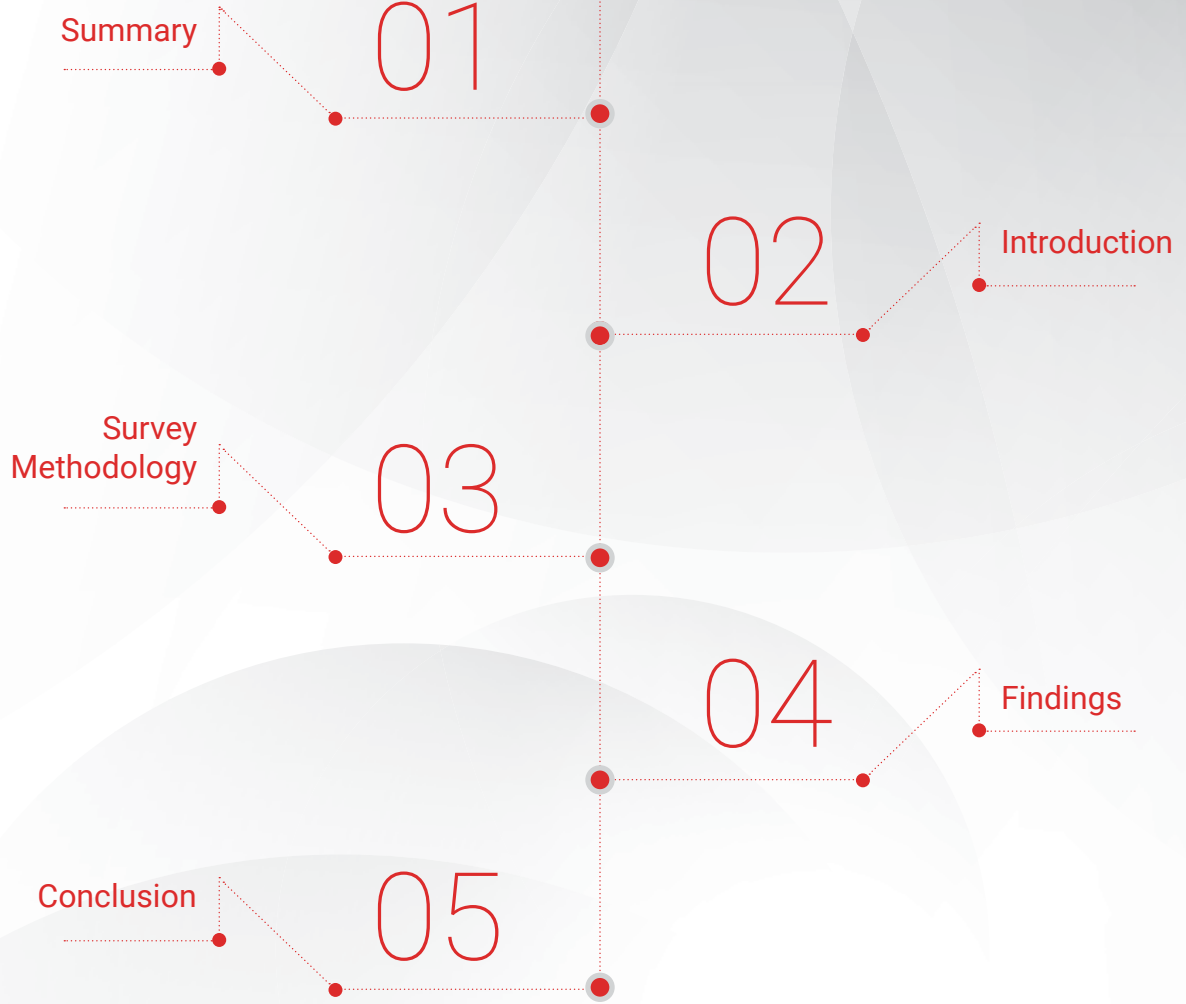 Summary
01
02
Introduction
Survey
Methodology
03
04
Findings
Conclusion
05